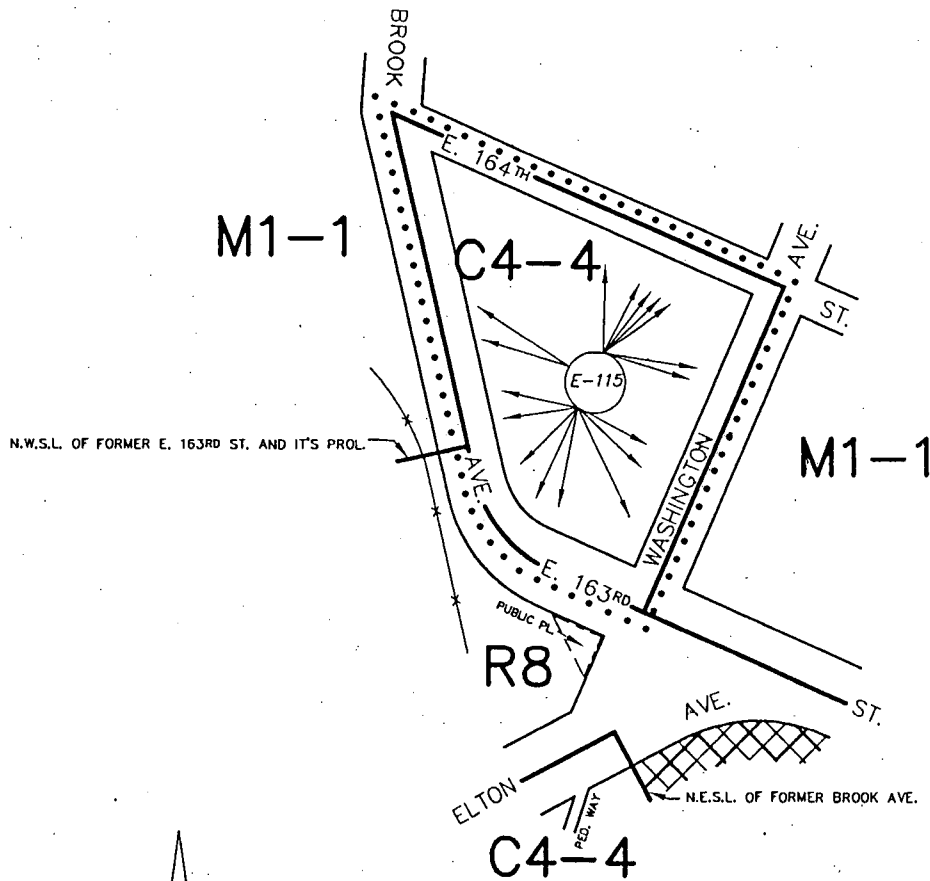 BROOK
E. 164TH
M1-1
C4-4
AVE.
ST.
E-115
N.W.S.L. OF FORMER E. 163RD ST. AND IT'S PROL.
M1-1
AVE.
WASHINGTON
E. 163RD
PUBLIC PL.
R8
AVE.
ST.
ELTON
PED. WAY
N.E.S.L. OF FORMER BROOK AVE.
C4-4